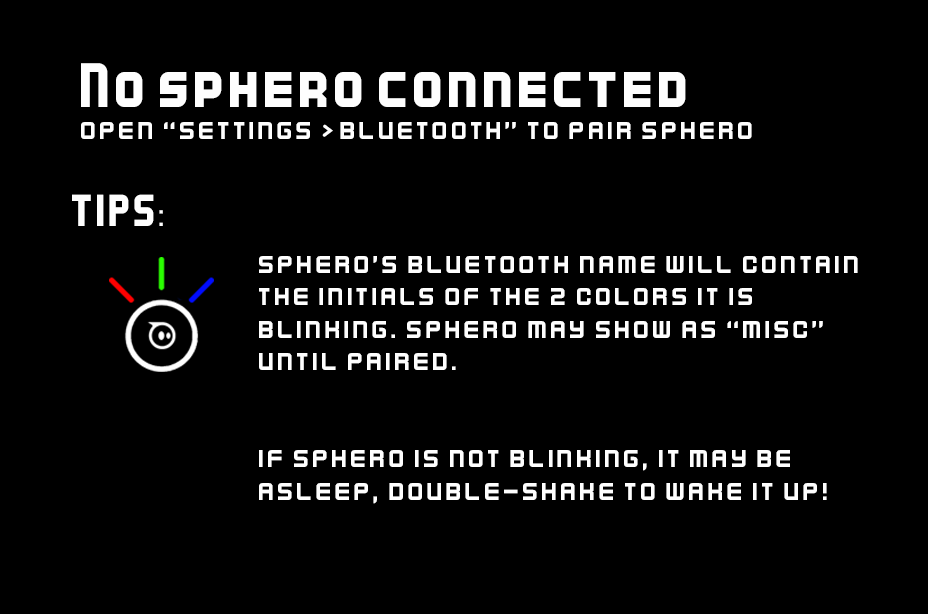 No sphero connected
OPEN “SETTINGS >BLUETOOTH” TO PAIR SPHERO
TIPS:
SPHERO’S BLUETOOTH NAME WILL CONTAIN
THE INITIALS OF THE 2 COLORS IT IS
BLINKING. SPHERO MAY SHOW AS “MISC”
UNTIL PAIRED.
IF SPHERO IS NOT BLINKING, IT MAY BE
ASLEEP, DOUBLE-SHAKE TO WAKE IT UP!